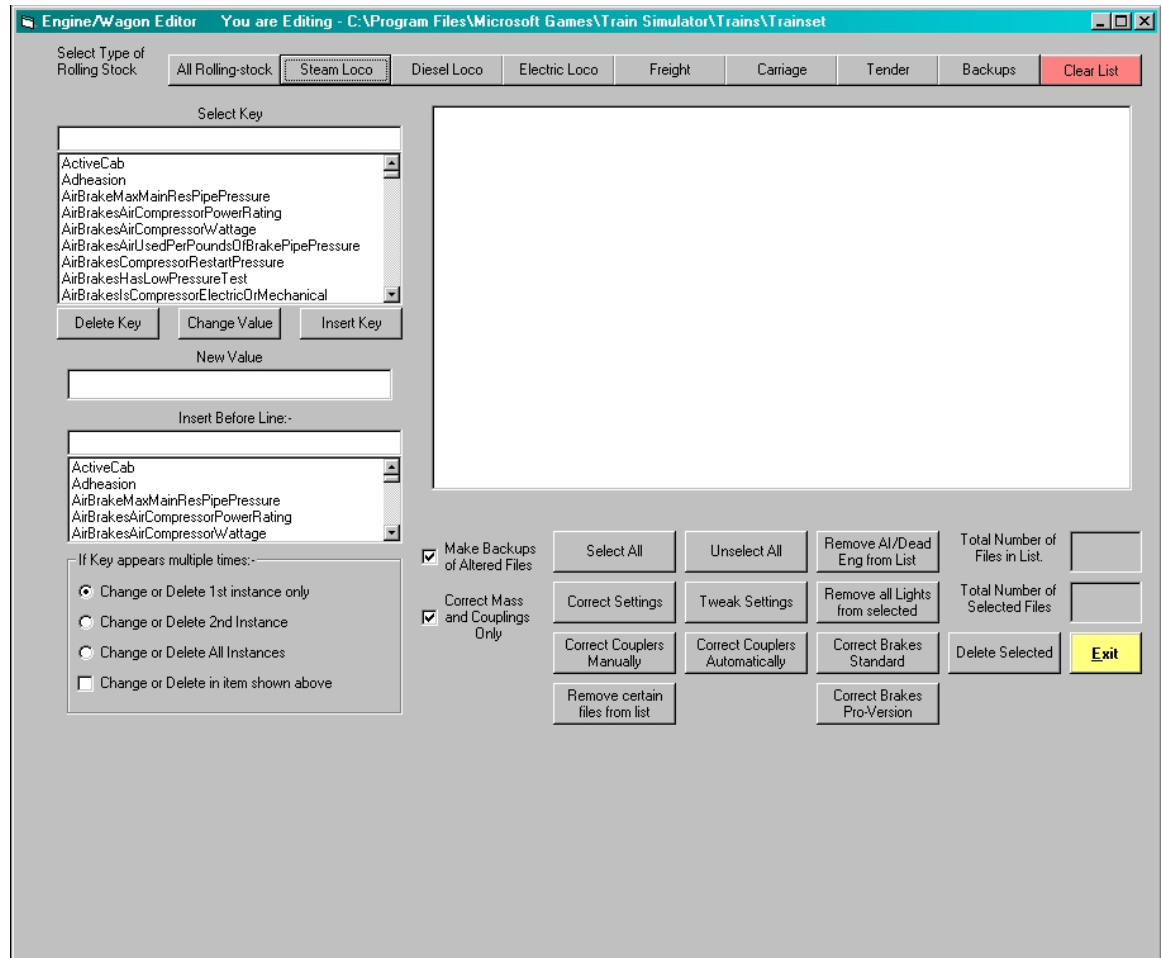 Engine/Wagon Editor You are Editing - C:\Program Files\Microsoft Games\Train Simulator\Trains\Trainset
Select Type of
Rolling Stock
All Rolling-stock
Steam Loco
Diesel Loco
Electric Loco
Freight
Carriage
Tender
Backups
Clear List
Select Key
ActiveCab
Adheasion
AirBrakeMaxMainResPipePressure
AirBrakesAirCompressorPowerRating
AirBrakesAirCompressorWattage
AirBrakesAirUsedPerPoundsOfBrakePipePressure
AirBrakesCompressorRestartPressure
AirBrakesHasLowPressureTest
AirBrakesIsCompressorElectricOrMechanical
Delete Key
Change Value
Insert Key
New Value
Insert Before Line:-
ActiveCab
Adheasion
AirBrakeMaxMainResPipePressure
AirBrakesAirCompressorPowerRating
AirBrakesAirCompressorWattage
If Key appears multiple times:-
Change or Delete 1st instance only
Change or Delete 2nd Instance
Change or Delete All Instances
Change or Delete in item shown above
Make Backups
of Altered Files
Correct Mass
and Couplings
Only
Select All
Unselect All
Remove AI/Dead
Eng from List
Total Number of
Files in List.
Correct Settings
Tweak Settings
Remove all Lights
from selected
Total Number of
Selected Files
Correct Couplers
Manually
Correct Couplers
Automatically
Correct Brakes
Standard
Delete Selected
Exit
Remove certain
files from list
Correct Brakes
Pro-Version